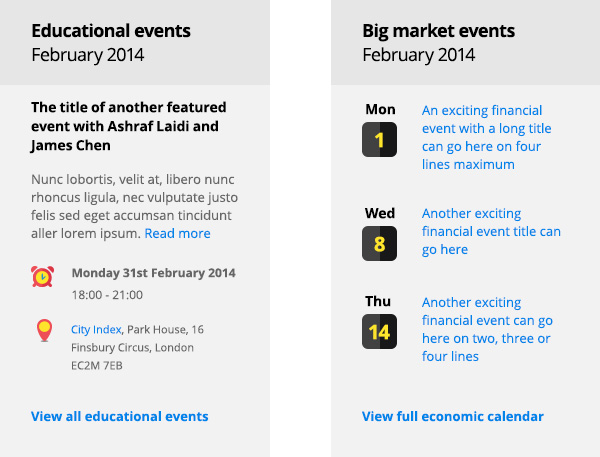 Educational events
February 2014
The title of another featured
event with Ashraf Laidi and
James Chen
Nunc lobortis, velit at, libero nunc
rhoncus ligula, nec vulputate justo
felis sed eget accumsan tincidunt
aller lorem ipsum. Read more
Monday 31st February 2014
18:00 - 21:00
City Index, Park House, 16
Finsbury Circus, London
EC2M 7EB
View all educational events
Big market events
February 2014
Mon
1
An exciting financial
event with a long title
can go here on four
lines maximum
Wed
8
Another exciting
financial event title can
go here
Thu
14
Another exciting
financial event can go
here on two, three or
four lines
View full economic calendar